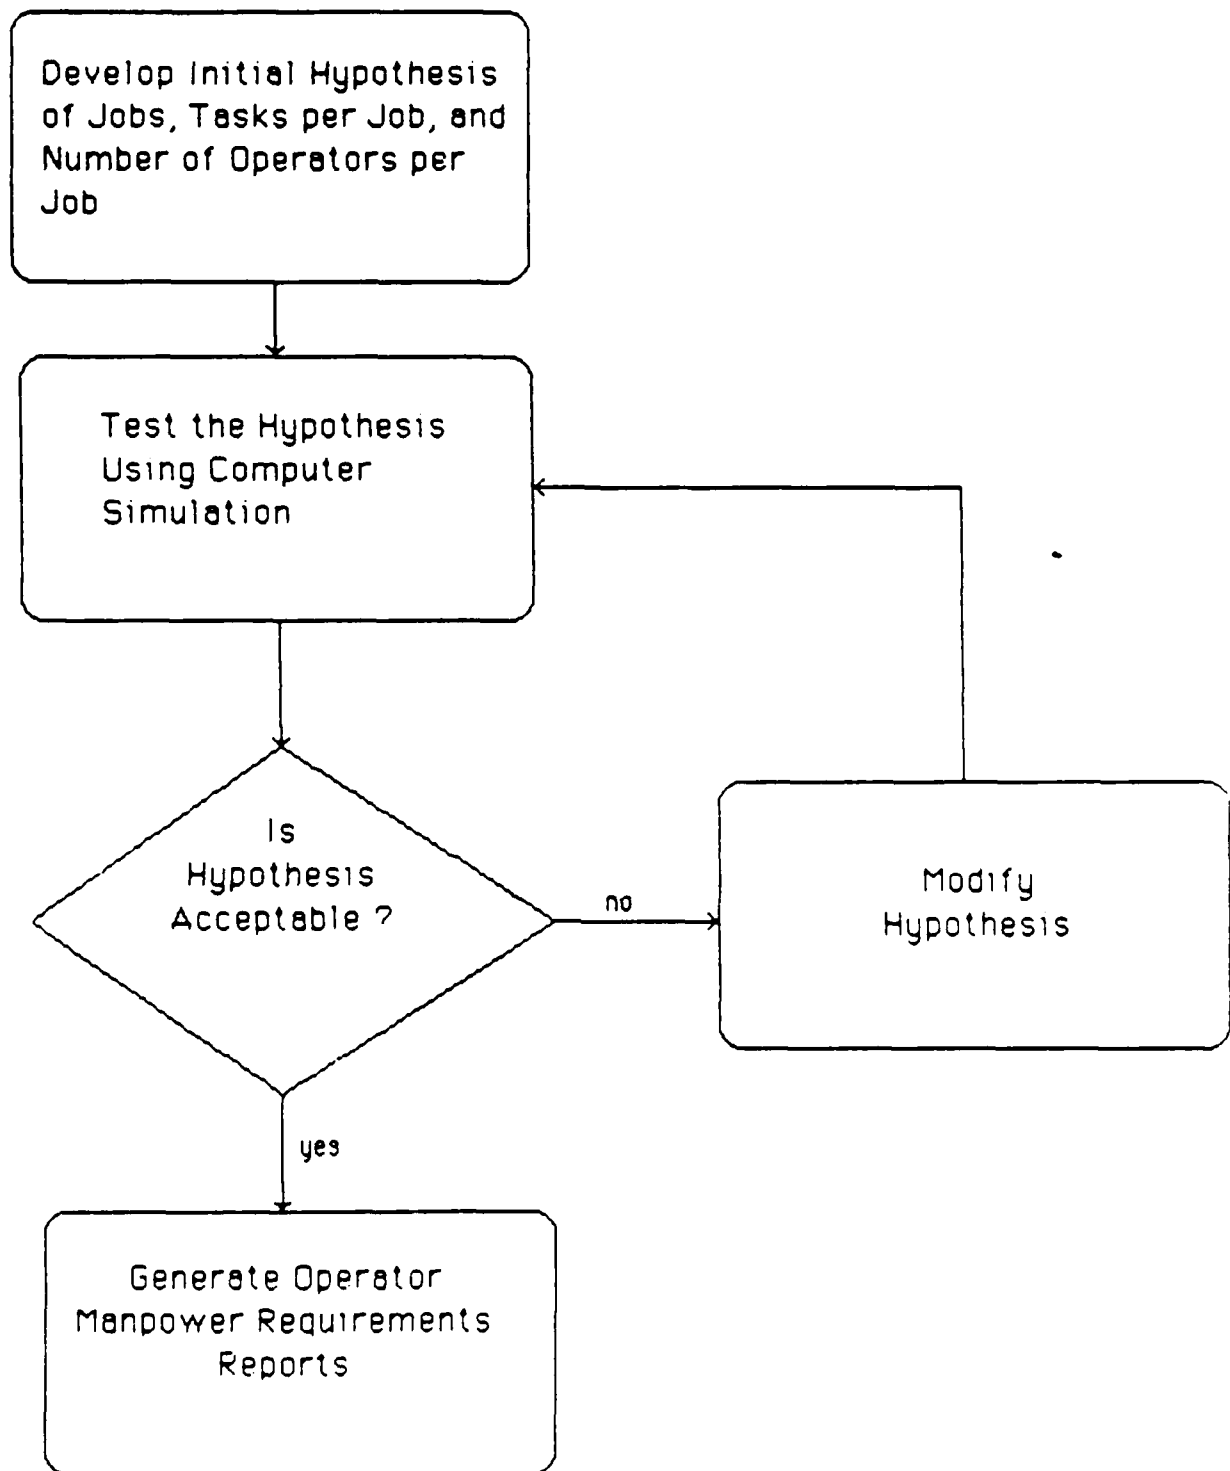 Develop Initial Hypothesis
of Jobs, Tasks per Job, and
Number of Operators per
Job
Test the Hypothesis
Using Computer
Simulation
Is
Hypothesis
Acceptable ?
no
Modify
Hypothesis
yes
Generate Operator
Manpower Requirements
Reports